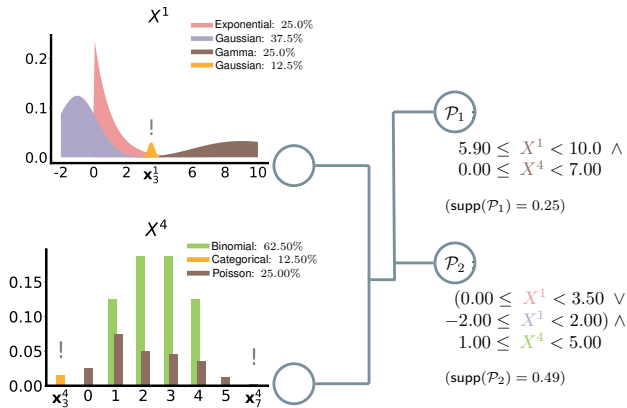 X¹
Exponential: 25.0%
Gaussian: 37.5%
Gamma: 25.0%
Gaussian: 12.5%
0.2
0.1
0.0
!
-2 0 2 x₃¹ 6 8 10
X⁴
Binomial: 62.50%
Categorical: 12.50%
Poisson: 25.00%
0.15
0.10
0.05
0.00
! !
x₃⁴ 0 1 2 3 4 5 x₇⁴
𝒫₁
5.90 ≤ X¹ < 10.0 ∧
0.00 ≤ X⁴ < 7.00
(supp(𝒫₁) = 0.25)
𝒫₂
(0.00 ≤ X¹ < 3.50 ∨
−2.00 ≤ X¹ < 2.00) ∧
1.00 ≤ X⁴ < 5.00
(supp(𝒫₂) = 0.49)